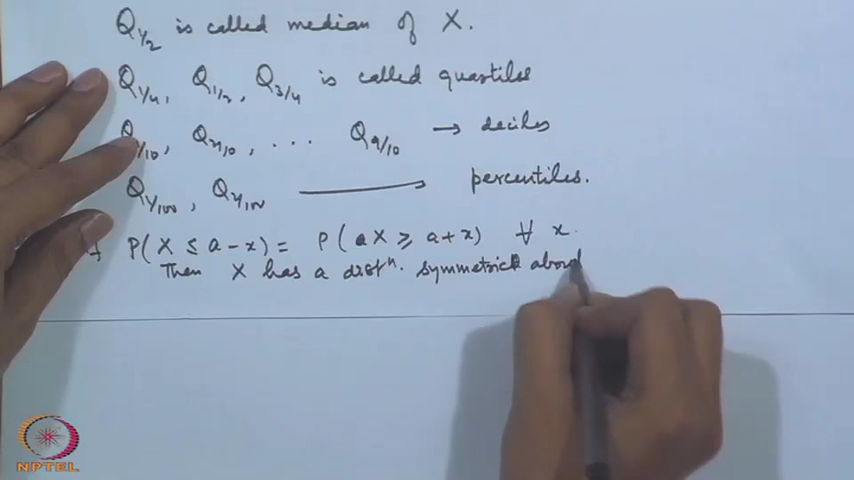 Q1/2 is called median of X.
Q1/4, Q1/2, Q3/4 is called quartiles
Q1/10, Q2/10, ... Q9/10 → deciles
Q1/100, Q2/100 → percentiles.
If P(X ≤ a-x) = P(X ≥ a+x) ∀ x.
Then X has a distⁿ. symmetric about
NPTEL